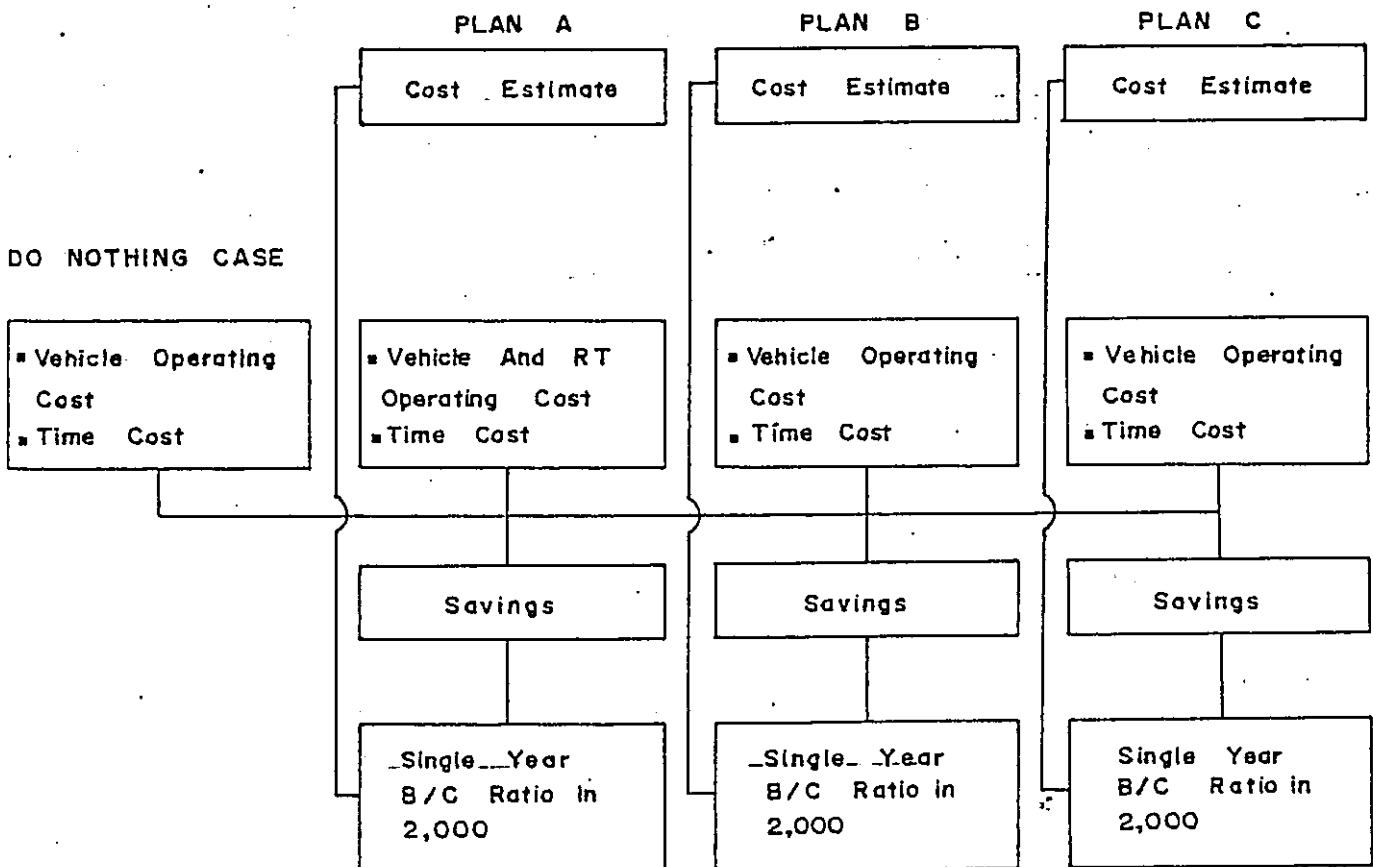 PLAN A
PLAN B
PLAN C
Cost Estimate
Cost Estimate
Cost Estimate
DO NOTHING CASE
▪ Vehicle Operating
Cost
▪ Time Cost
▪ Vehicle And RT
Operating Cost
▪ Time Cost
▪ Vehicle Operating
Cost
▪ Time Cost
▪ Vehicle Operating
Cost
▪ Time Cost
Savings
Savings
Savings
Single Year
B/C Ratio in
2,000
Single Year
B/C Ratio in
2,000
Single Year
B/C Ratio in
2,000